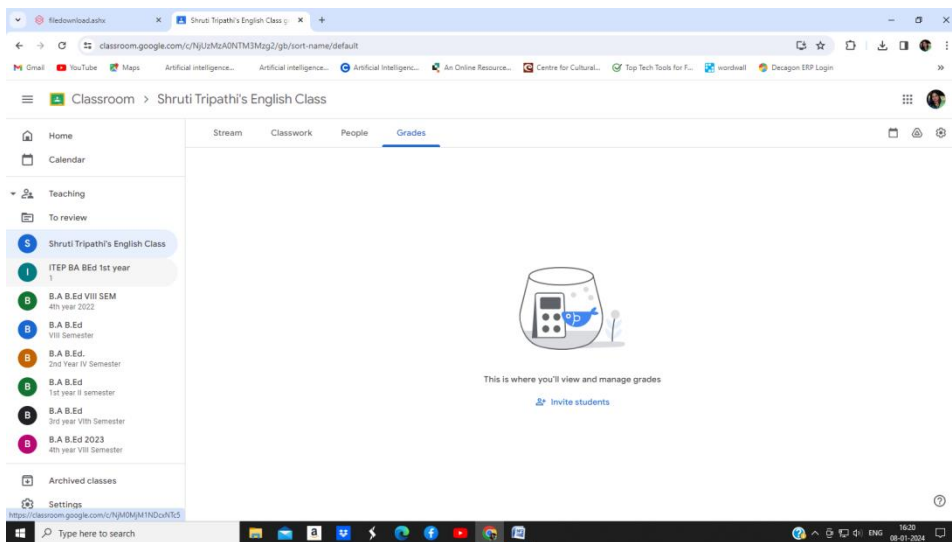 filedownload.ashx
Shruti Tripathi's English Class g
classroom.google.com/c/NjUzMzA0NTM3Mzg2/gb/sort-name/default
Gmail YouTube Maps Artificial intelligence... Artificial intelligence... Artificial Intelligenc... An Online Resource... Centre for Cultural... Top Tech Tools for F... wordwall Decagon ERP Login
Classroom > Shruti Tripathi's English Class
Stream Classwork People Grades
Home
Calendar
Teaching
To review
S Shruti Tripathi's English Class
I ITEP BA BEd 1st year
1
B B.A B.Ed VIII SEM
4th year 2022
B B.A B.Ed
VIII Semester
B B.A B.Ed.
2nd Year IV Semester
B B.A B.Ed
1st year II semester
B B.A B.Ed
3rd year VIth Semester
B B.A B.Ed 2023
4th year VIII Semester
Archived classes
Settings
This is where you'll view and manage grades
Invite students
https://classroom.google.com/c/NjM0MjM1NDcxNTc5
Type here to search
ENG
16:20
08-01-2024